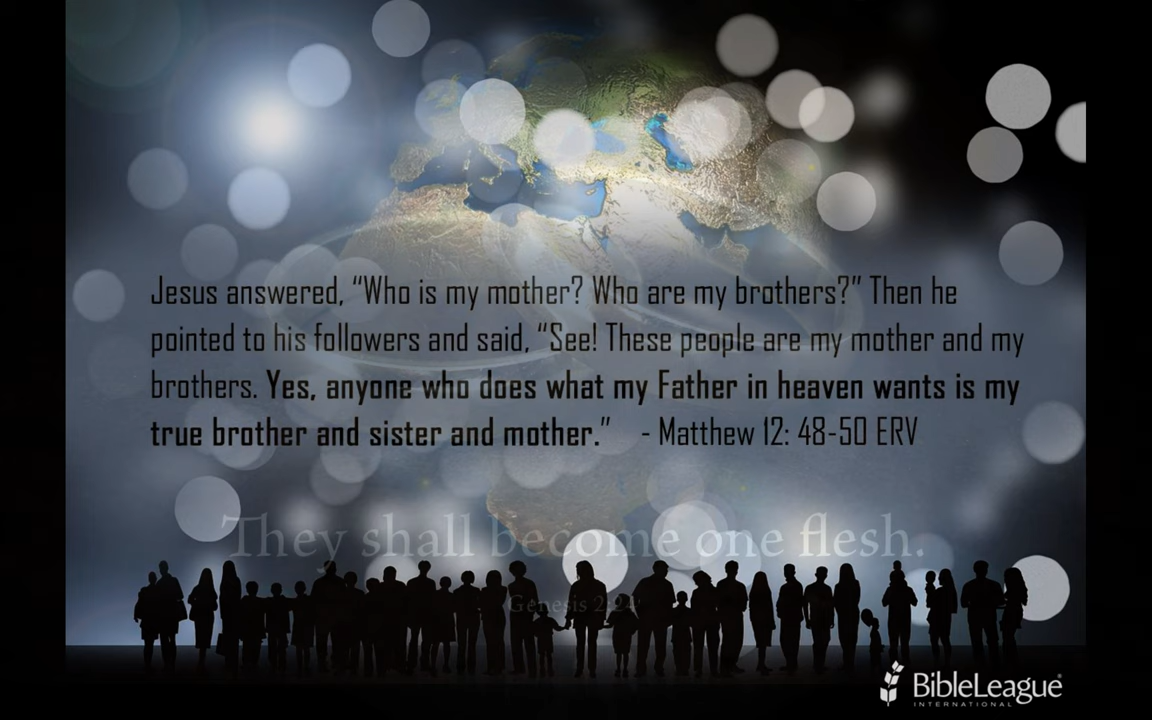 Jesus answered, “Who is my mother? Who are my brothers?” Then he
pointed to his followers and said, “See! These people are my mother and my
brothers. Yes, anyone who does what my Father in heaven wants is my
true brother and sister and mother.” - Matthew 12: 48-50 ERV
They shall become one flesh.
Genesis 2:24
BibleLeague
INTERNATIONAL